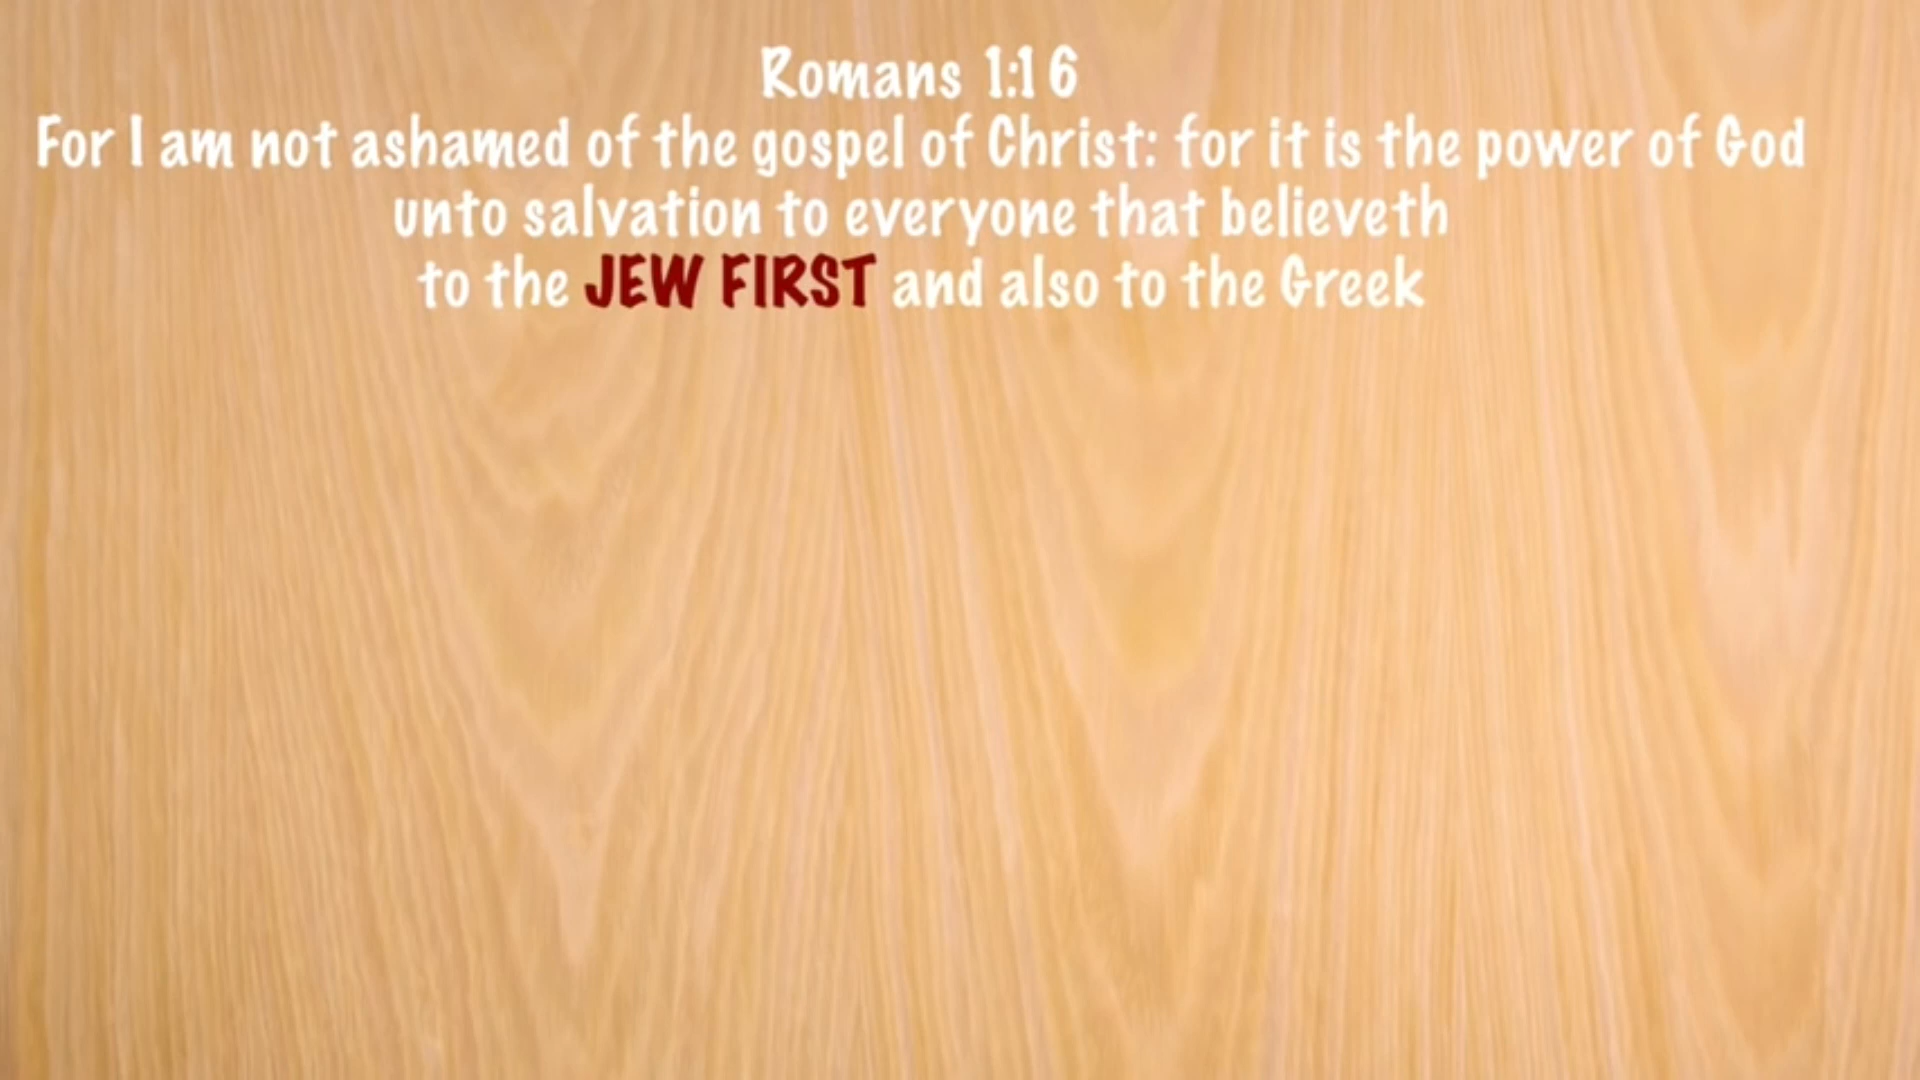 Romans 1:16
For I am not ashamed of the gospel of Christ: for it is the power of God
unto salvation to everyone that believeth
to the JEW FIRST and also to the Greek